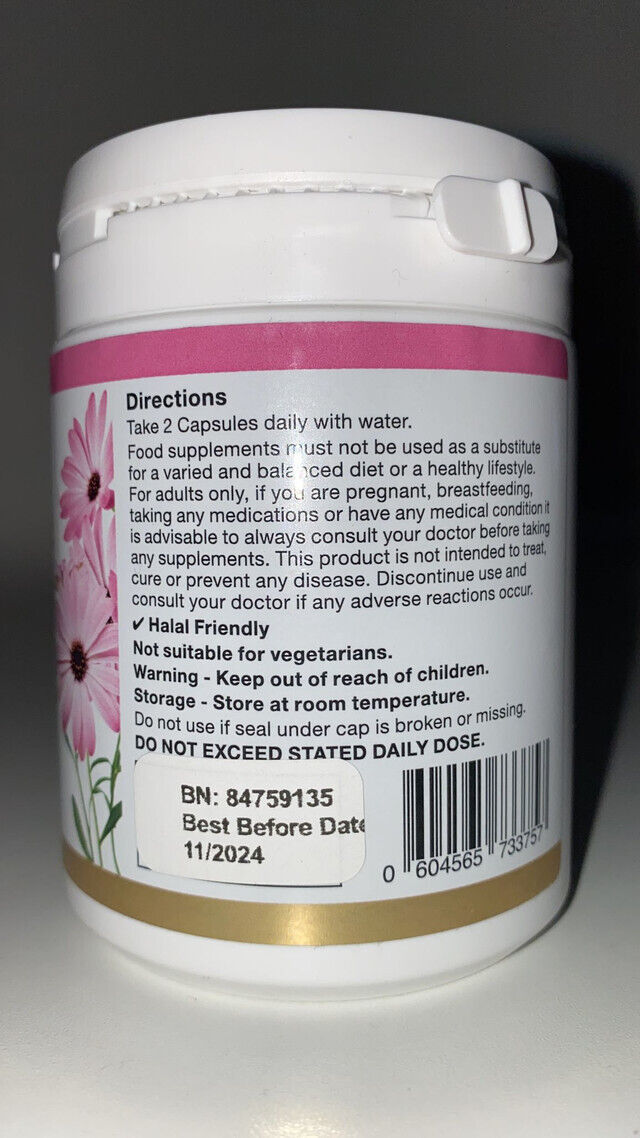 Directions
Take 2 Capsules daily with water.
Food supplements must not be used as a substitute
for a varied and balanced diet or a healthy lifestyle.
For adults only, if you are pregnant, breastfeeding,
taking any medications or have any medical condition it
is advisable to always consult your doctor before taking
any supplements. This product is not intended to treat,
cure or prevent any disease. Discontinue use and
consult your doctor if any adverse reactions occur.
✓ Halal Friendly
Not suitable for vegetarians.
Warning - Keep out of reach of children.
Storage - Store at room temperature.
Do not use if seal under cap is broken or missing.
DO NOT EXCEED STATED DAILY DOSE.
BN: 84759135
Best Before Date
11/2024
0 604565 733757